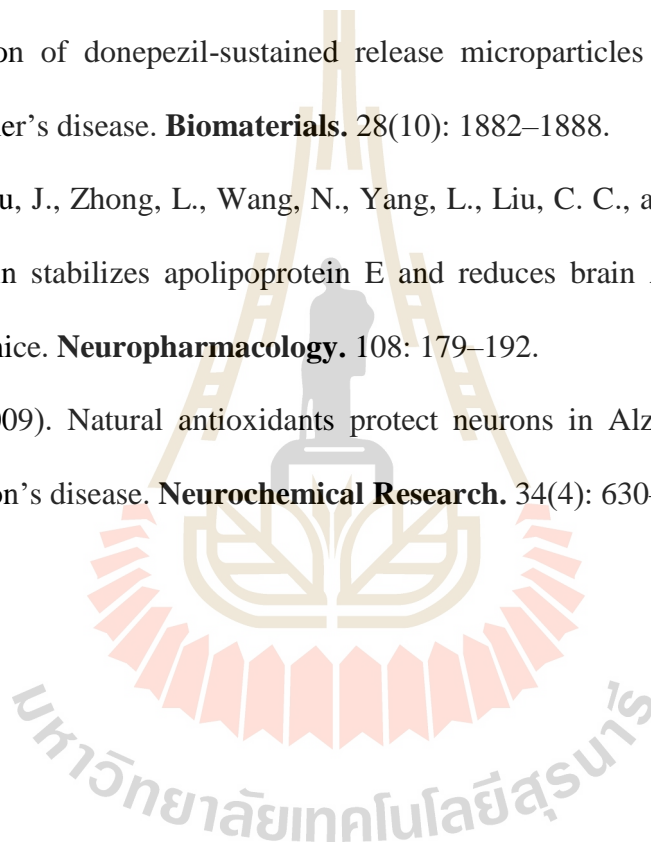 on of donepezil-sustained release microparticles
er’s disease. Biomaterials. 28(10): 1882–1888.
u, J., Zhong, L., Wang, N., Yang, L., Liu, C. C., a
n stabilizes apolipoprotein E and reduces brain
ice. Neuropharmacology. 108: 179–192.
09). Natural antioxidants protect neurons in Alz
on’s disease. Neurochemical Research. 34(4): 630
มหาวิทยาลัยเทคโนโลยีสุรนารี